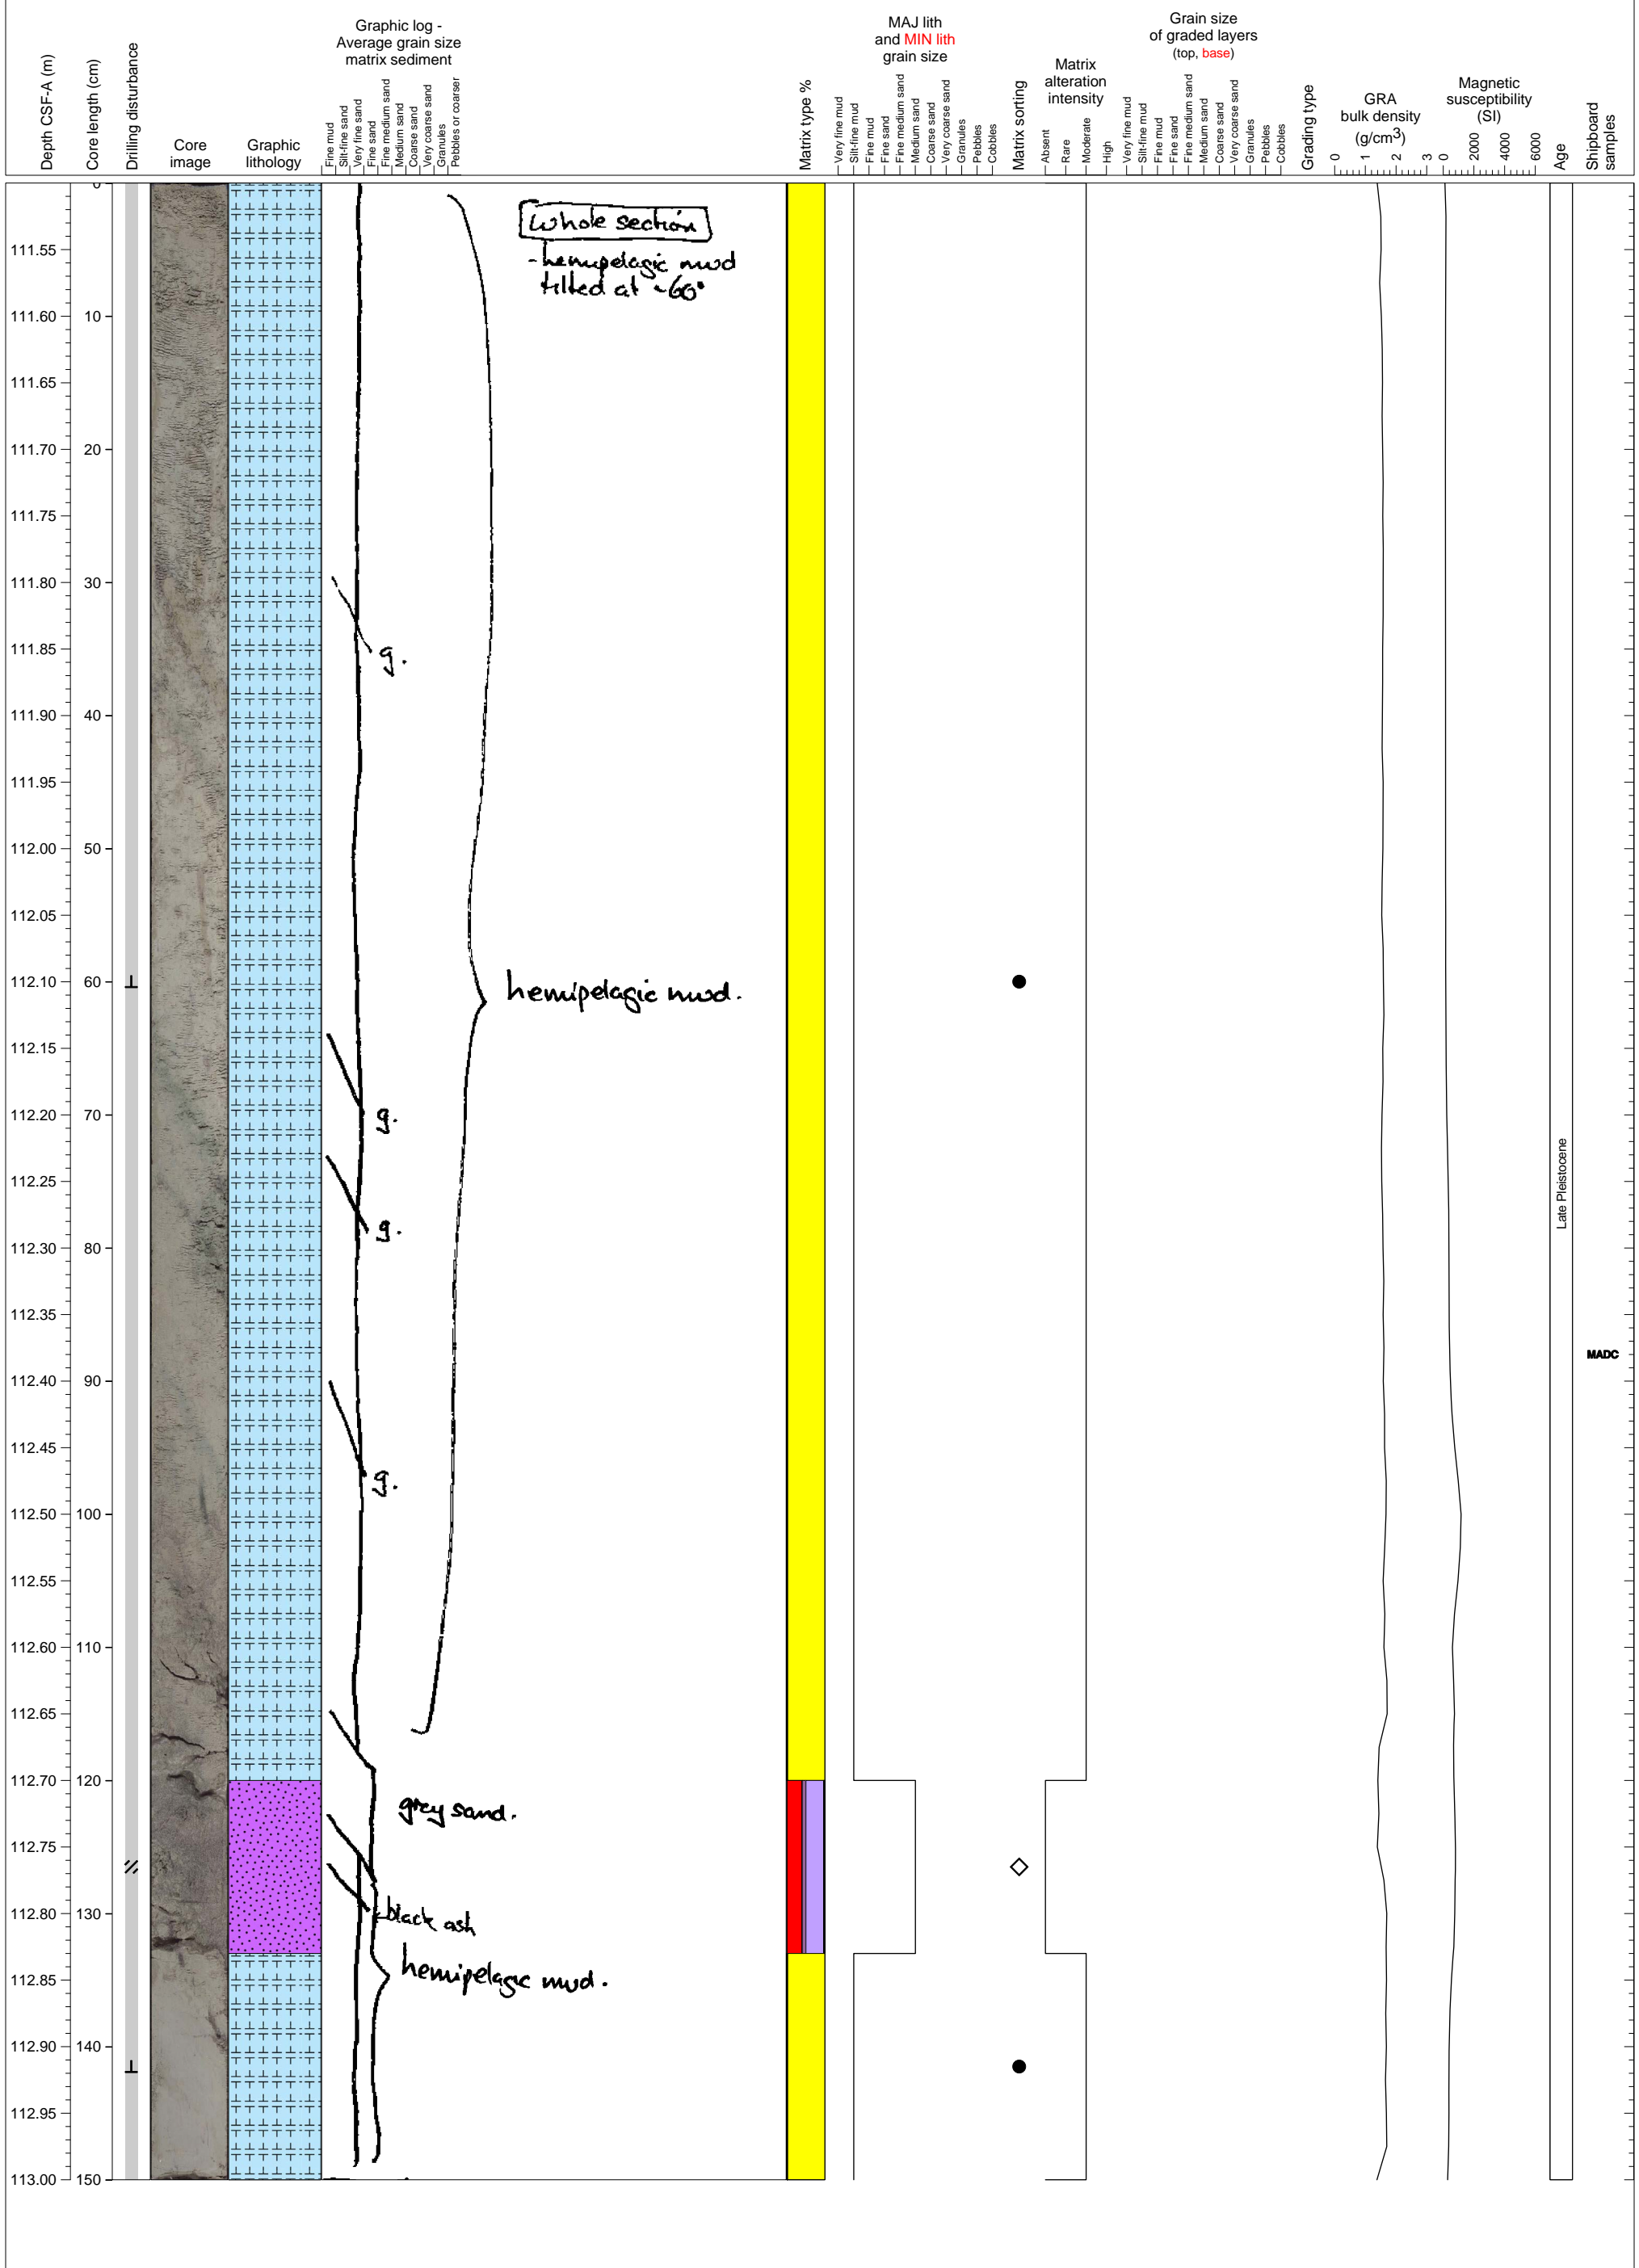 Depth CSF-A (m)
Core length (cm)
Drilling disturbance
Core
image
Graphic
lithology
Graphic log -
Average grain size
matrix sediment
Fine mud
Silt-fine sand
Very fine sand
Fine sand
Fine medium sand
Medium sand
Coarse sand
Very coarse sand
Granules
Pebbles or coarser
Matrix type %
MAJ lith
and MIN lith
grain size
Very fine mud
Silt-fine mud
Fine mud
Fine sand
Fine medium sand
Medium sand
Coarse sand
Very coarse sand
Granules
Pebbles
Cobbles
Matrix sorting
Matrix
alteration
intensity
Absent
Rare
Moderate
High
Grain size
of graded layers
(top, base)
Very fine mud
Silt-fine mud
Fine mud
Fine sand
Fine medium sand
Medium sand
Coarse sand
Very coarse sand
Granules
Pebbles
Cobbles
Grading type
GRA
bulk density
(g/cm3)
0 1 2 3
Magnetic
susceptibility
(SI)
0 2000 4000 6000
Age
Shipboard
samples
0
whole section
- hemipelagic mud
tilted at ~60°
111.55
111.60 10
111.65
111.70 20
111.75
111.80 30
111.85
g.
111.90 40
111.95
112.00 50
112.05
112.10 60
hemipelagic mud.
112.15
112.20 70
g.
112.25
g.
Late Pleistocene
112.30 80
112.35
MADC
112.40 90
112.45
g.
112.50 100
112.55
112.60 110
112.65
112.70 120
grey sand.
112.75
112.80 130
black ash
112.85
hemipelagic mud.
112.90 140
112.95
113.00 150